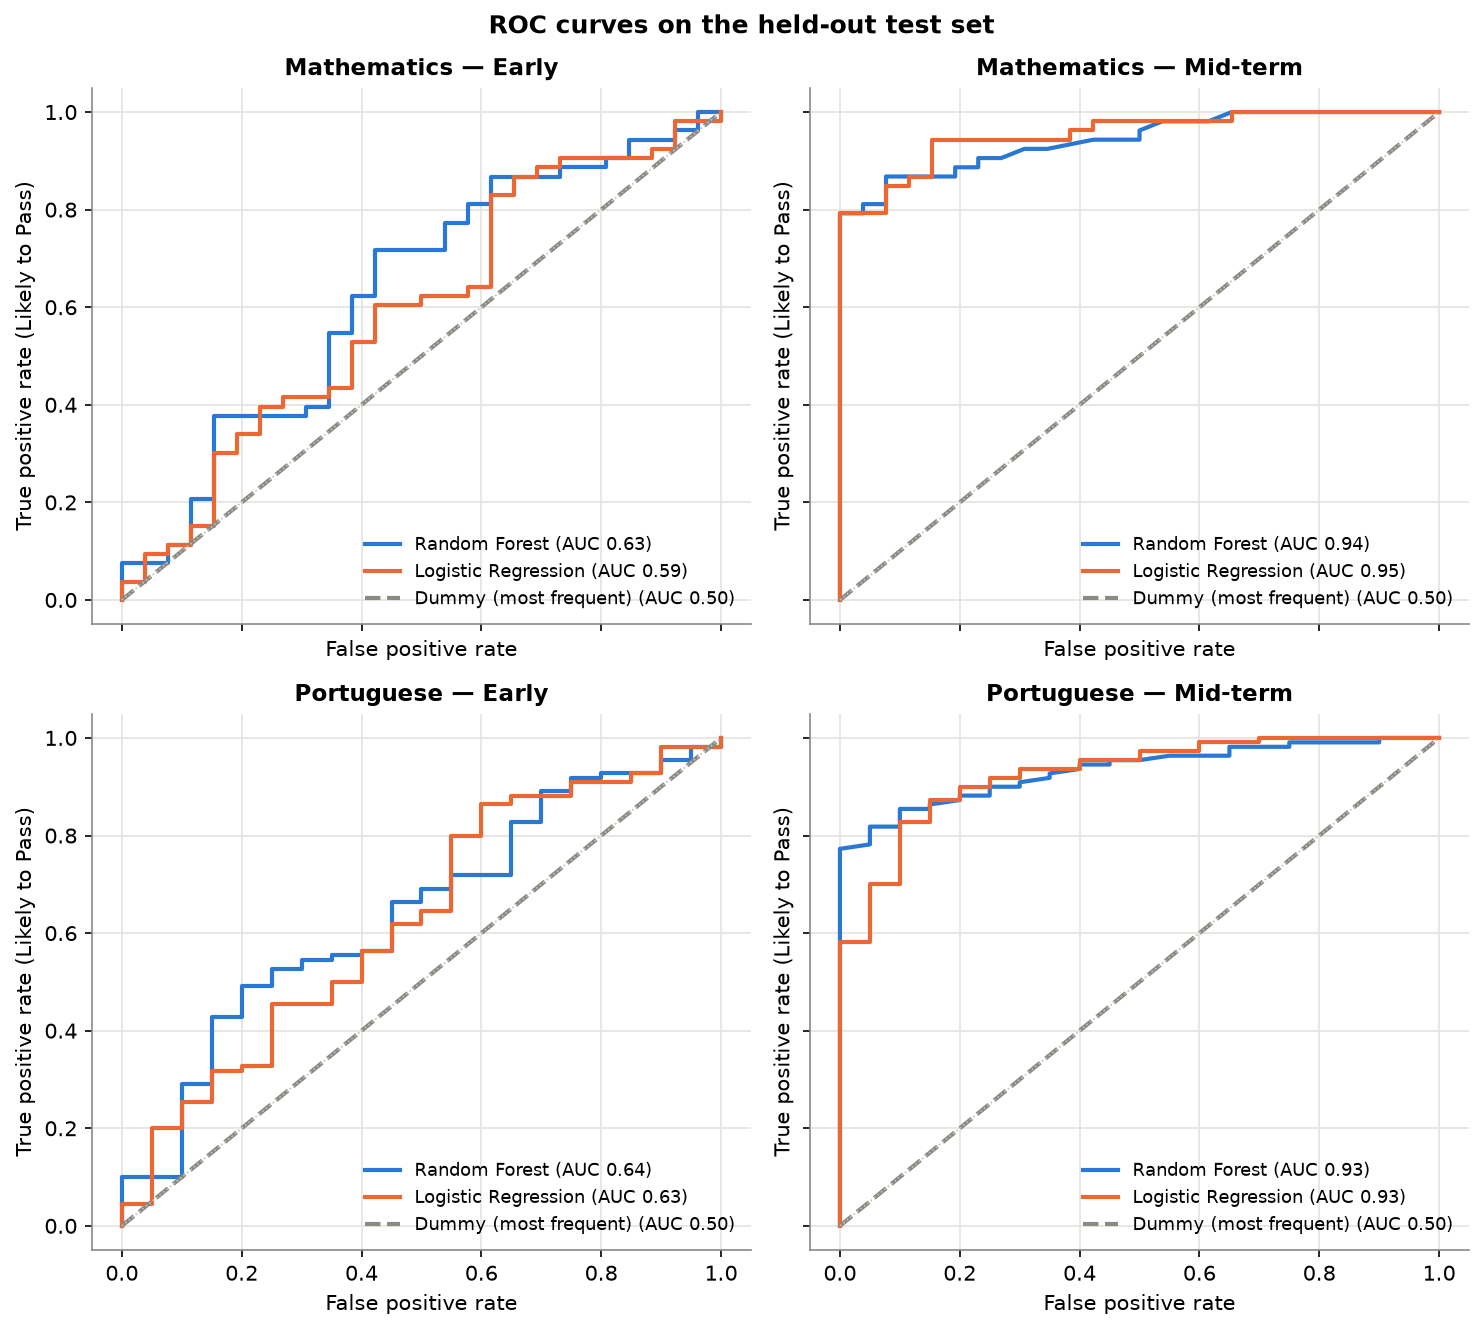 ROC curves on the held-out test set
Mathematics — Early
True positive rate (Likely to Pass)
1.0
0.8
0.6
0.4
0.2
0.0
Random Forest (AUC 0.63)
Logistic Regression (AUC 0.59)
Dummy (most frequent) (AUC 0.50)
False positive rate
Mathematics — Mid-term
True positive rate (Likely to Pass)
Random Forest (AUC 0.94)
Logistic Regression (AUC 0.95)
Dummy (most frequent) (AUC 0.50)
False positive rate
Portuguese — Early
True positive rate (Likely to Pass)
1.0
0.8
0.6
0.4
0.2
0.0
Random Forest (AUC 0.64)
Logistic Regression (AUC 0.63)
Dummy (most frequent) (AUC 0.50)
0.0 0.2 0.4 0.6 0.8 1.0
False positive rate
Portuguese — Mid-term
True positive rate (Likely to Pass)
Random Forest (AUC 0.93)
Logistic Regression (AUC 0.93)
Dummy (most frequent) (AUC 0.50)
0.0 0.2 0.4 0.6 0.8 1.0
False positive rate